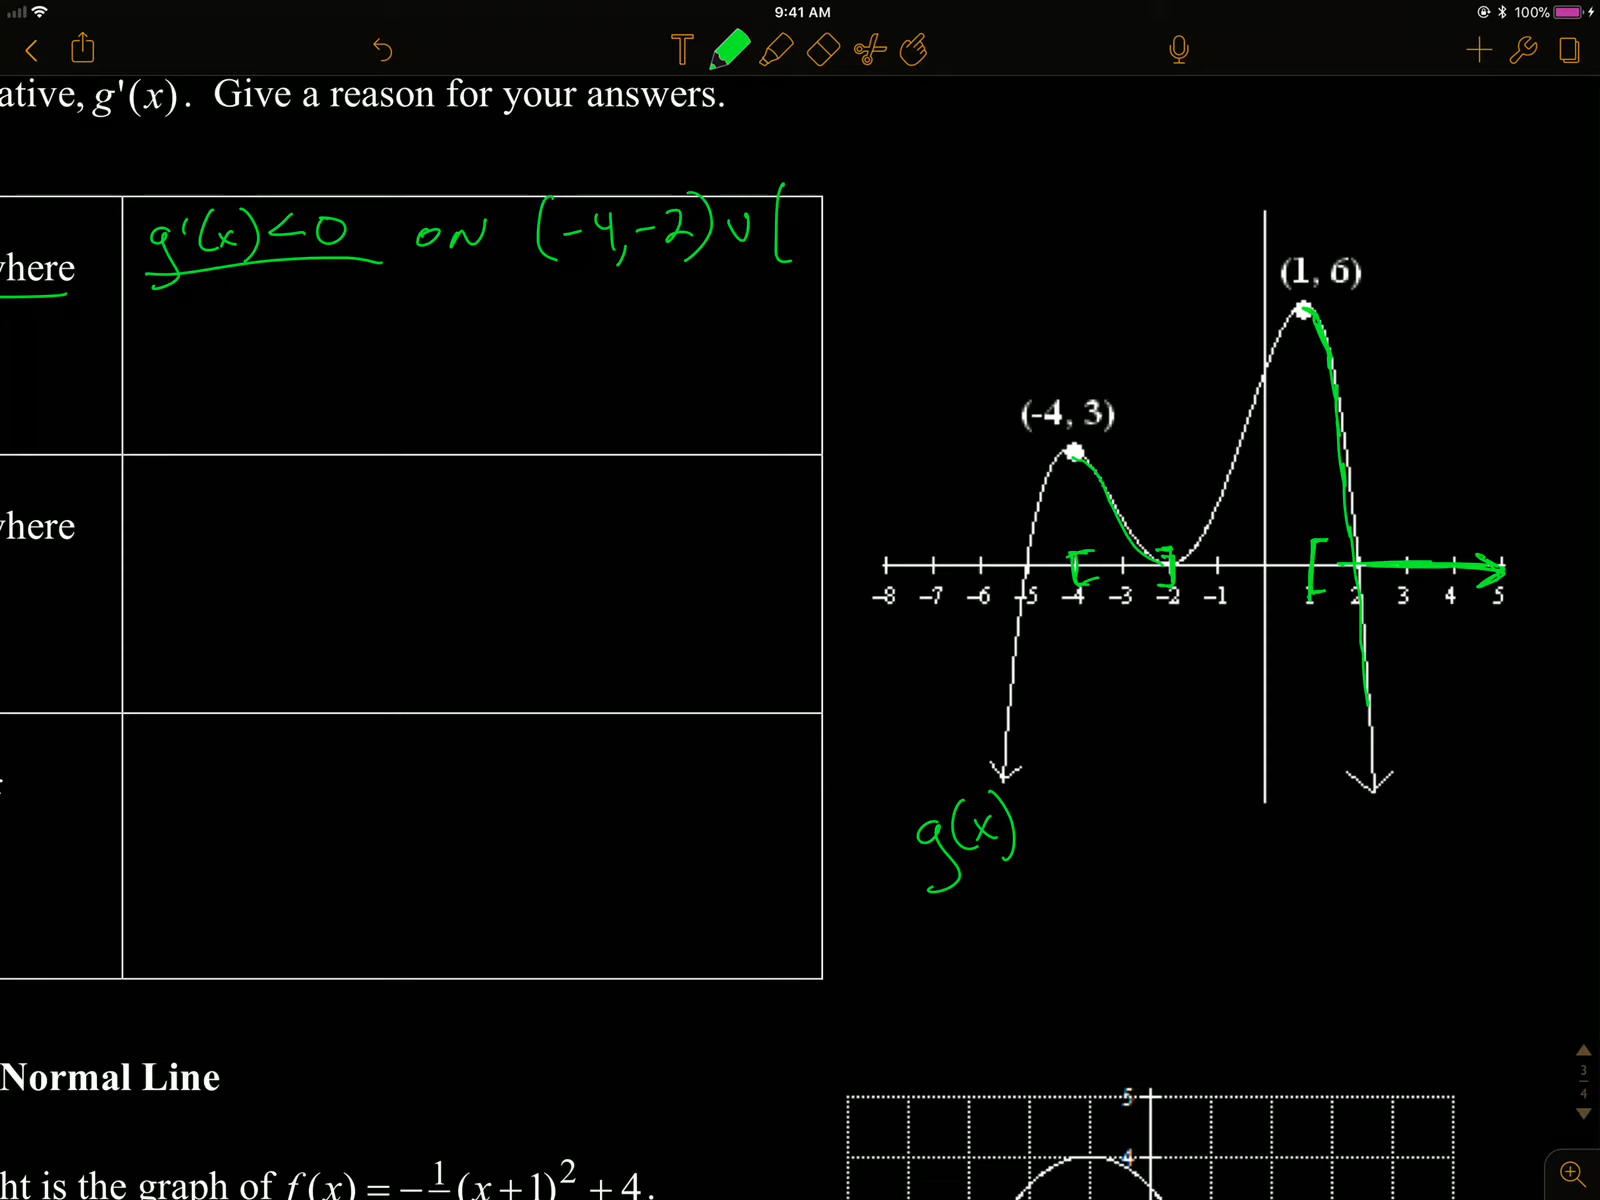 9:41 AM
100%
T
ative, g'(x). Give a reason for your answers.
where
g'(x) < 0 on (-4, -2) ∪ (
where
(1, 6)
(-4, 3)
-8 -7 -6 -5 -4 -3 -2 -1 1 2 3 4 5
[ ] [
g(x)
3
4
Normal Line
5
4
ht is the graph of f(x) = -1/ (x+1)² + 4.